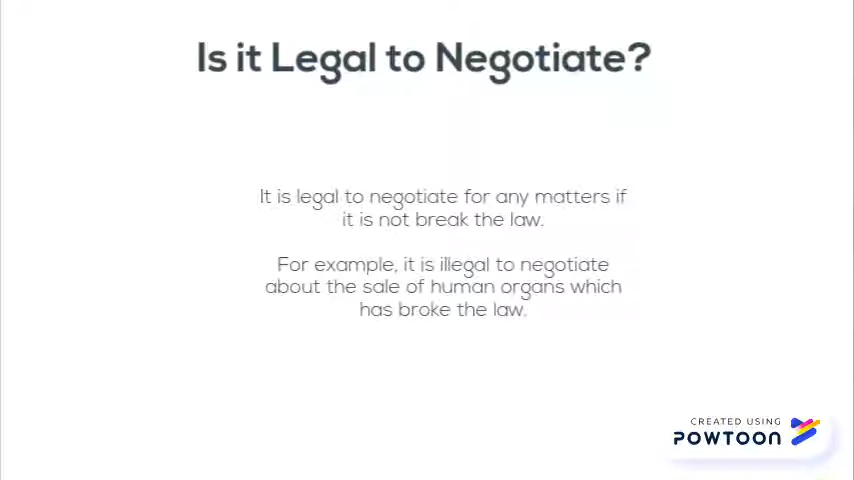 Is it Legal to Negotiate?
It is legal to negotiate for any matters if
it is not break the law.
For example, it is illegal to negotiate
about the sale of human organs which
has broke the law.
CREATED USING
POWTOON